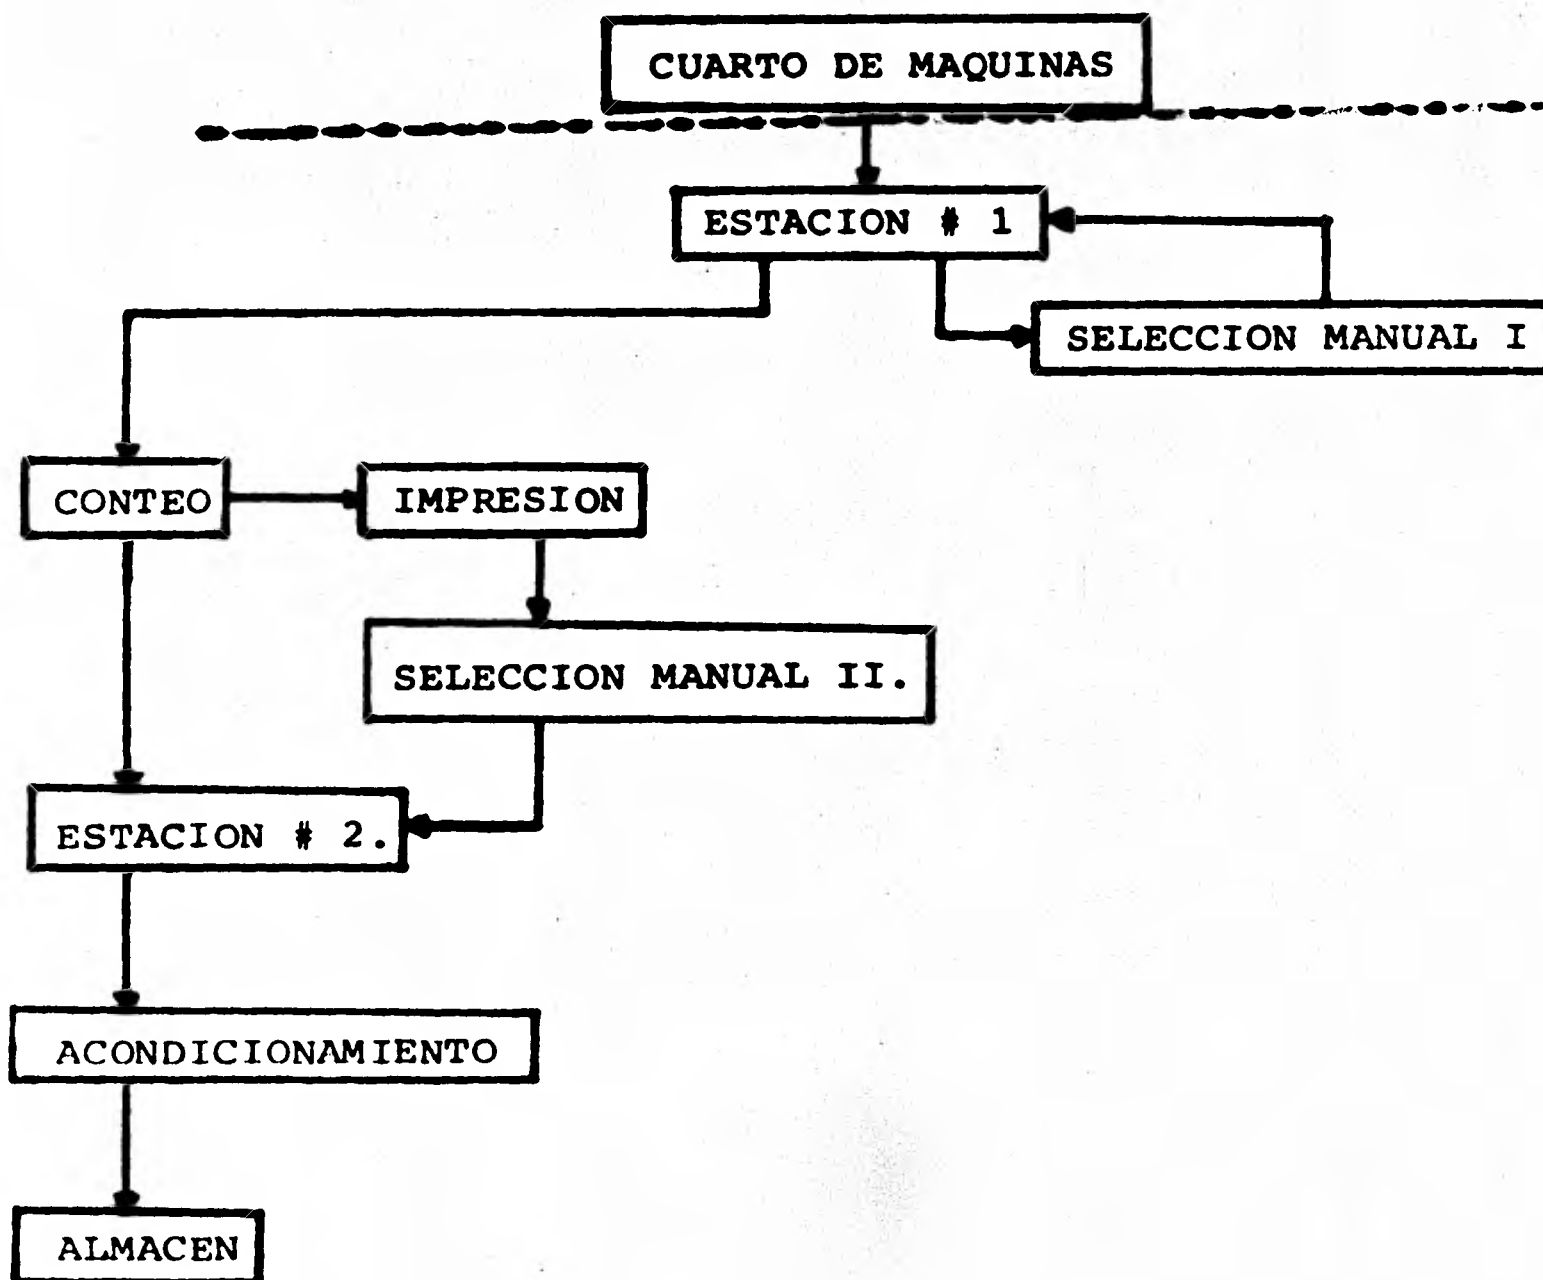 CUARTO DE MAQUINAS
ESTACION # 1
SELECCION MANUAL I
CONTEO
IMPRESION
SELECCION MANUAL II.
ESTACION # 2.
ACONDICIONAMIENTO
ALMACEN